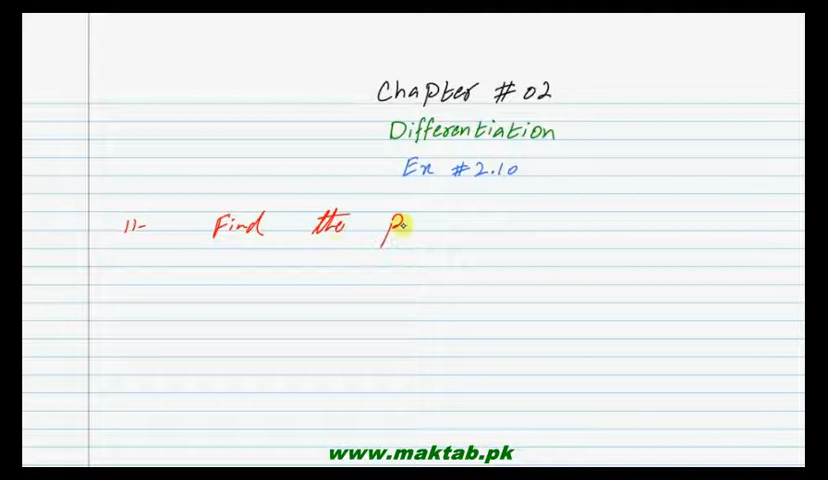 Chapter # 02
Differentiation
Ex # 2.10
11- Find the p
www.maktab.pk